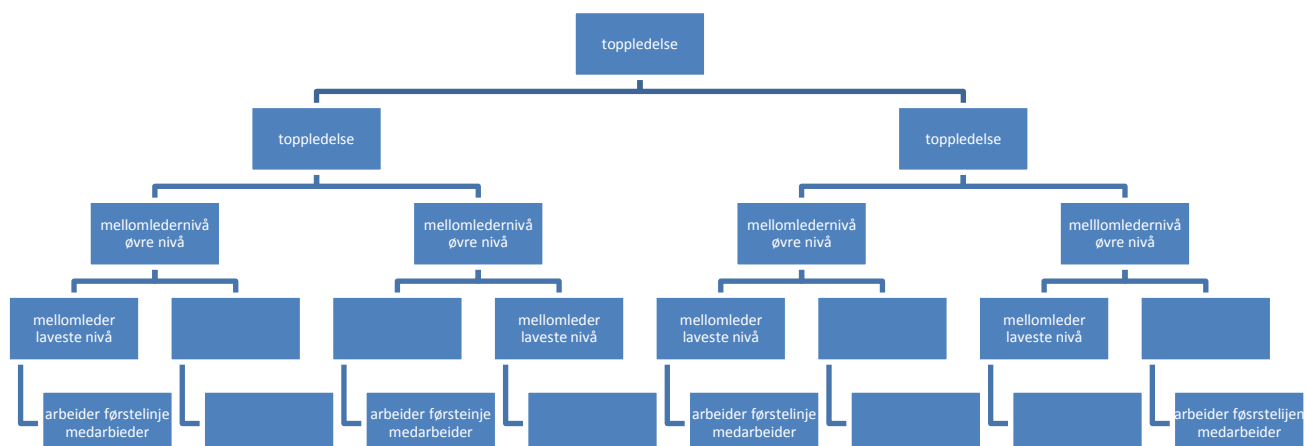 toppledelse
toppledelse
toppledelse
mellomledernivå
øvre nivå
mellomledernivå
øvre nivå
mellomledernivå
øvre nivå
melllomledernivå
øvre nivå
mellomleder
laveste nivå
mellomleder
laveste nivå
mellomleder
laveste nivå
mellomleder
laveste nivå
arbeider førstelinje
medarbieder
arbeider førsteinje
medarbeider
arbeider førstelinje
medarbeider
arbeider føsrstelijen
medarbeider